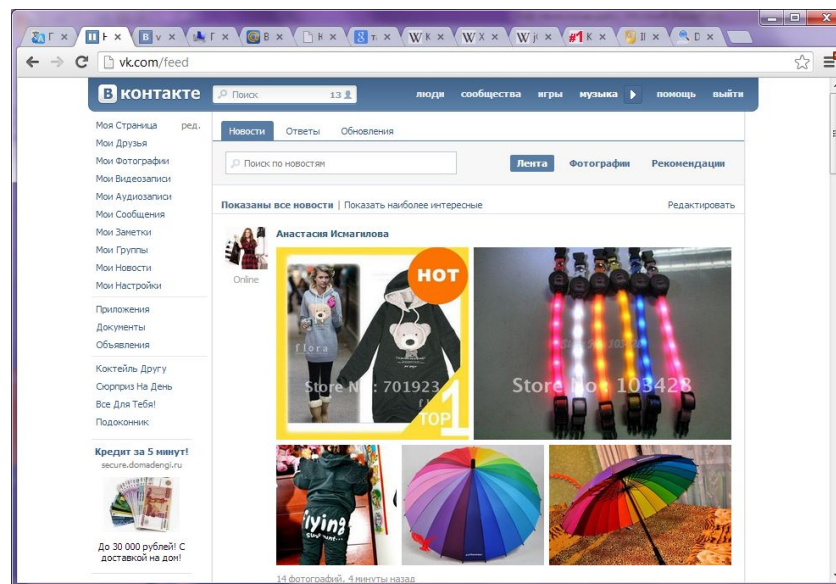 vk.com/feed
В контакте
Поиск 13
люди сообщества игры музыка помощь выйти
Моя Страница ред.
Мои Друзья
Мои Фотографии
Мои Видеозаписи
Мои Аудиозаписи
Мои Сообщения
Мои Заметки
Мои Группы
Мои Новости
Мои Настройки
Приложения
Документы
Объявления
Коктейль Другу
Сюрприз На День
Все Для Тебя!
Подоконник
Кредит за 5 минут!
secure.domadengi.ru
До 30 000 рублей! С
доставкой на дом!
Новости Ответы Обновления
Поиск по новостям
Лента Фотографии Рекомендации
Показаны все новости | Показать наиболее интересные Редактировать
Анастасия Исмагилова
Online
HOT
flora
Store No : 701923
TOP 1
Store No : 103428
flying
14 фотографий, 4 минуты назад